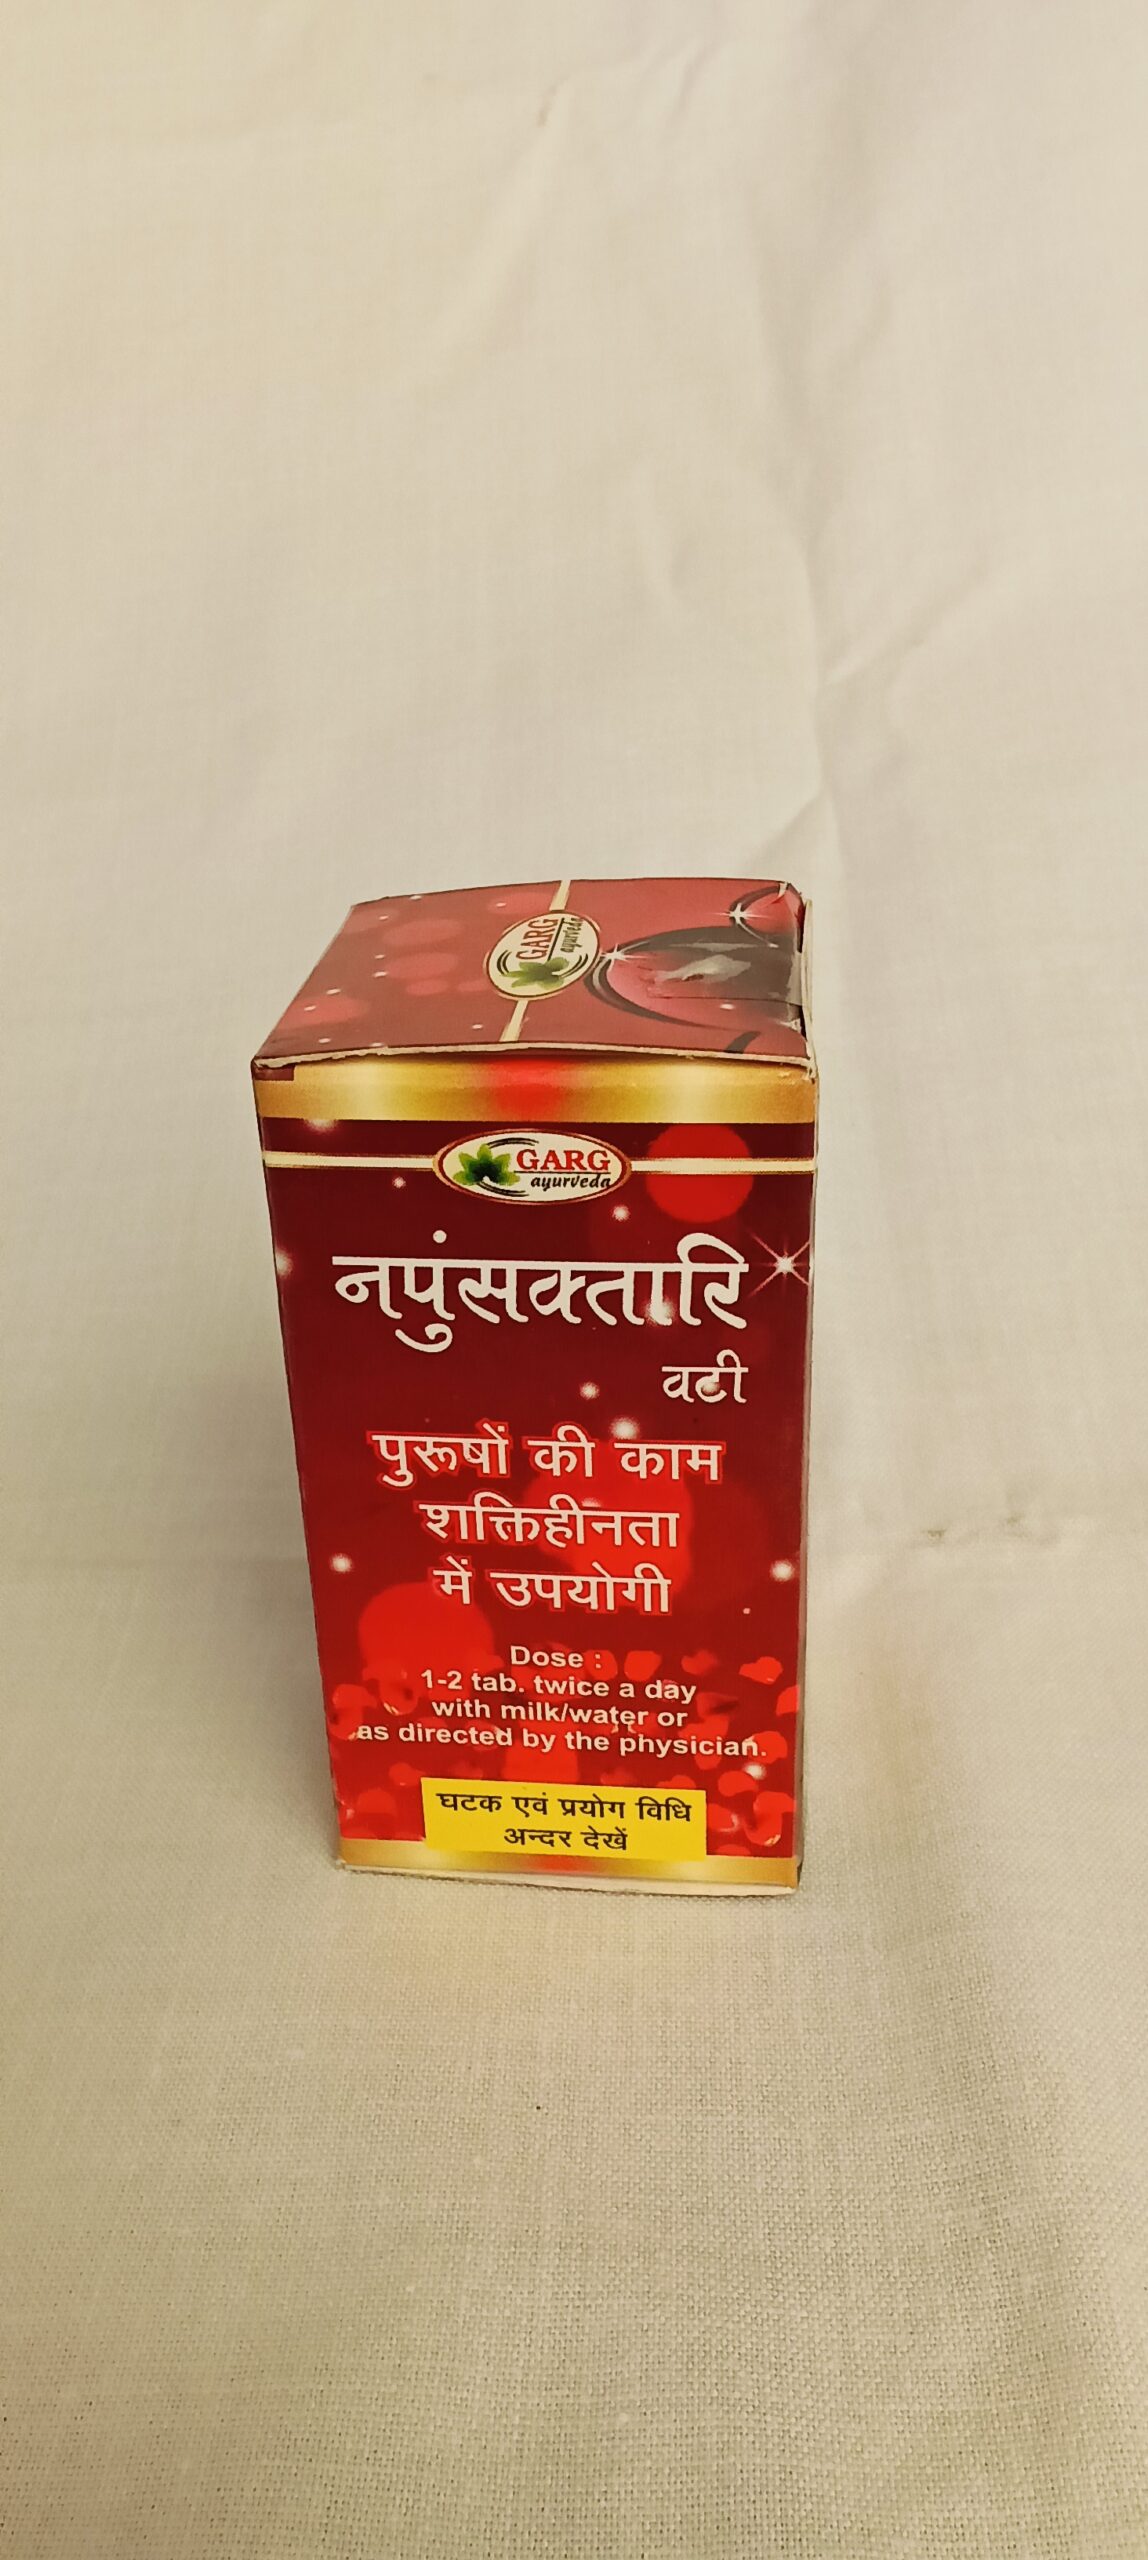 GARG
ayurveda
GARG
ayurveda
नपुंसक्तारि
वटी
पुरूषों की काम
शक्तिहीनता
में उपयोगी
Dose :
1-2 tab. twice a day
with milk/water or
as directed by the physician.
घटक एवं प्रयोग विधि
अन्दर देखें